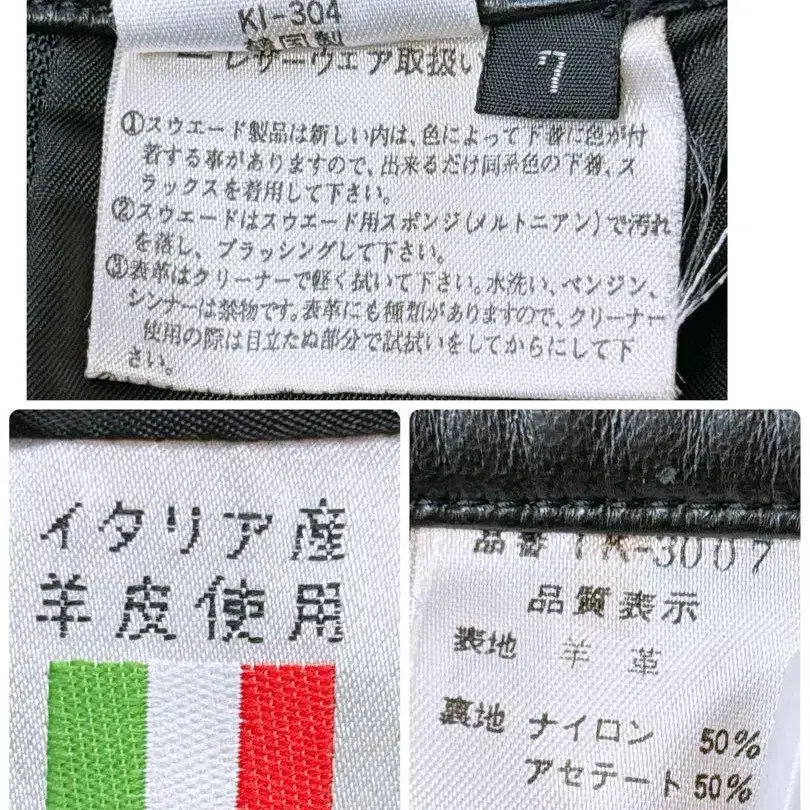 KI-304
韓国製
レザーウェア取扱い
7
①スウエード製品は新しい内は、色によって下着に色が付
着する事がありますので、出来るだけ同系色の下着、ス
ラックスを着用して下さい。
②スウエードはスウエード用スポンジ(メルトニアン)で汚れ
を落し、ブラッシングして下さい。
③表革はクリーナーで軽く拭いて下さい。水洗い、ベンジン、
シンナーは禁物です。表革にも種類がありますので、クリーナー
使用の際は目立たぬ部分で試拭いをしてからにして下
さい。
イタリア産
羊皮使用
品番 -3007
品質表示
表地 羊革
裏地 ナイロン 50%
アセテート 50%